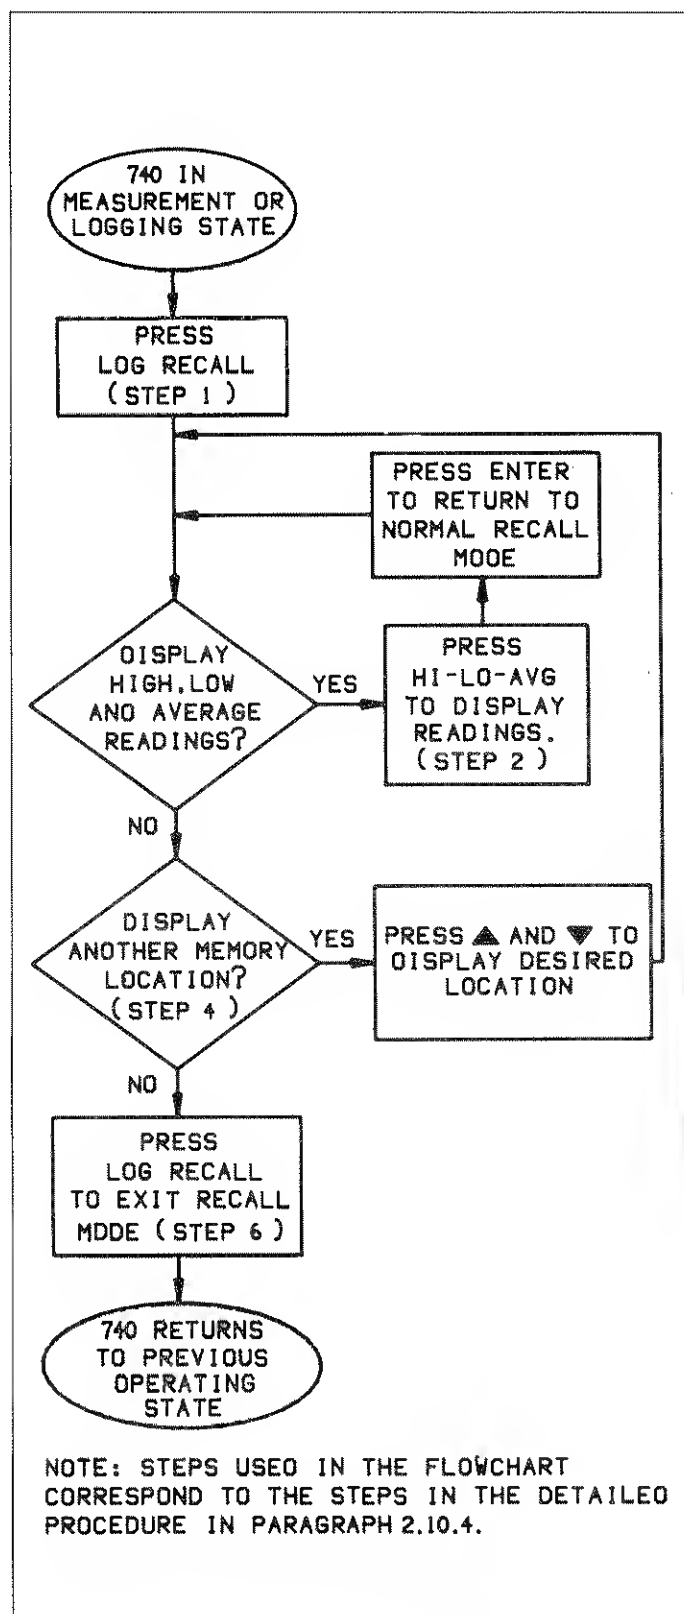 740 IN
MEASUREMENT OR
LOGGING STATE
PRESS
LOG RECALL
(STEP 1)
PRESS ENTER
TO RETURN TO
NORMAL RECALL
MOOE
OISPLAY
HIGH,LOW
AND AVERAGE
READINGS?
YES
PRESS
HI-LO-AVG
TO DISPLAY
READINGS.
(STEP 2)
NO
DISPLAY
ANOTHER MEMORY
LOCATION?
(STEP 4)
YES
PRESS ▲ AND ▼ TO
OISPLAY DESIRED
LOCATION
NO
PRESS
LOG RECALL
TO EXIT RECALL
MDDE (STEP 6)
740 RETURNS
TO PREVIOUS
OPERATING
STATE
NOTE: STEPS USEO IN THE FLOWCHART
CORRESPOND TO THE STEPS IN THE DETAILEO
PROCEDURE IN PARAGRAPH 2.10.4.